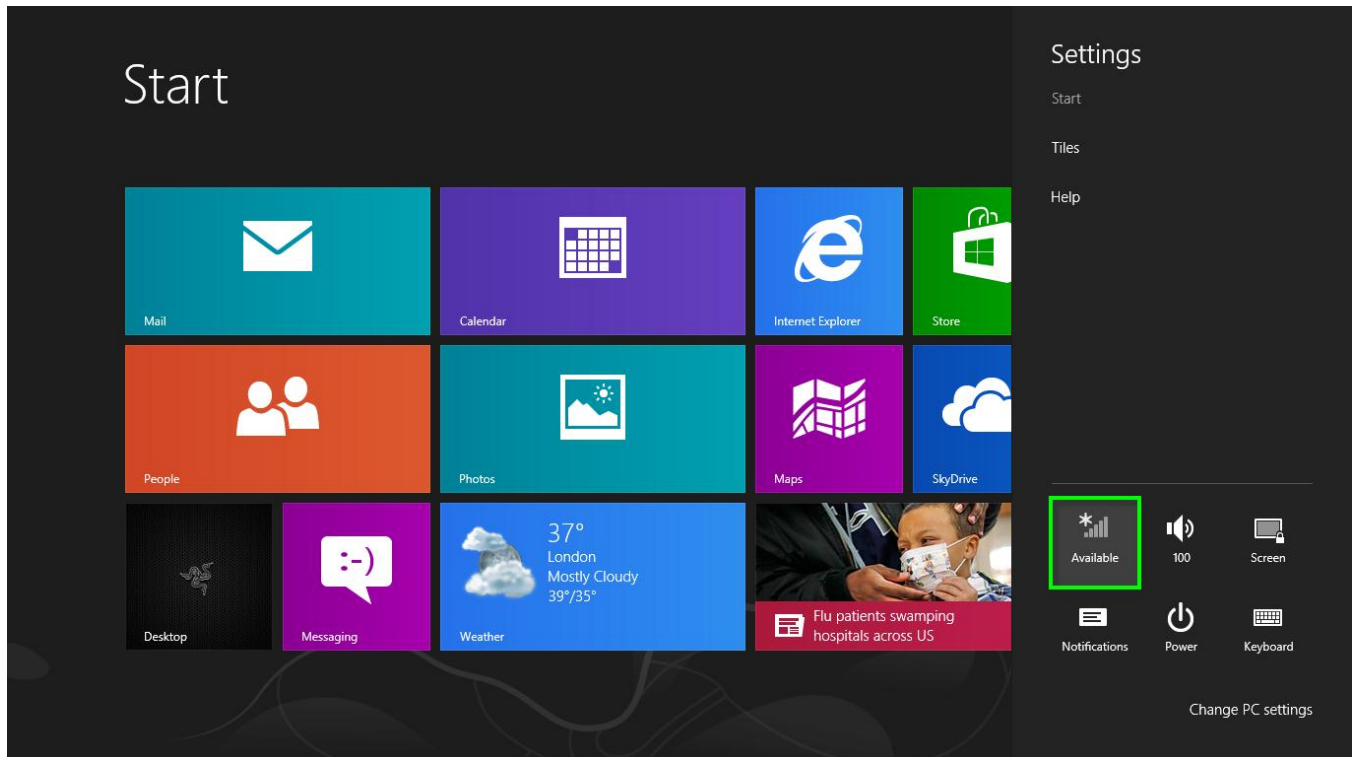 Start
Mail
Calendar
Internet Explorer
Store
People
Photos
Maps
SkyDrive
Desktop
:-)
Messaging
37°
London
Mostly Cloudy
39°/35°
Weather
Flu patients swamping
hospitals across US
Settings
Start
Tiles
Help
Available
100
Screen
Notifications
Power
Keyboard
Change PC settings